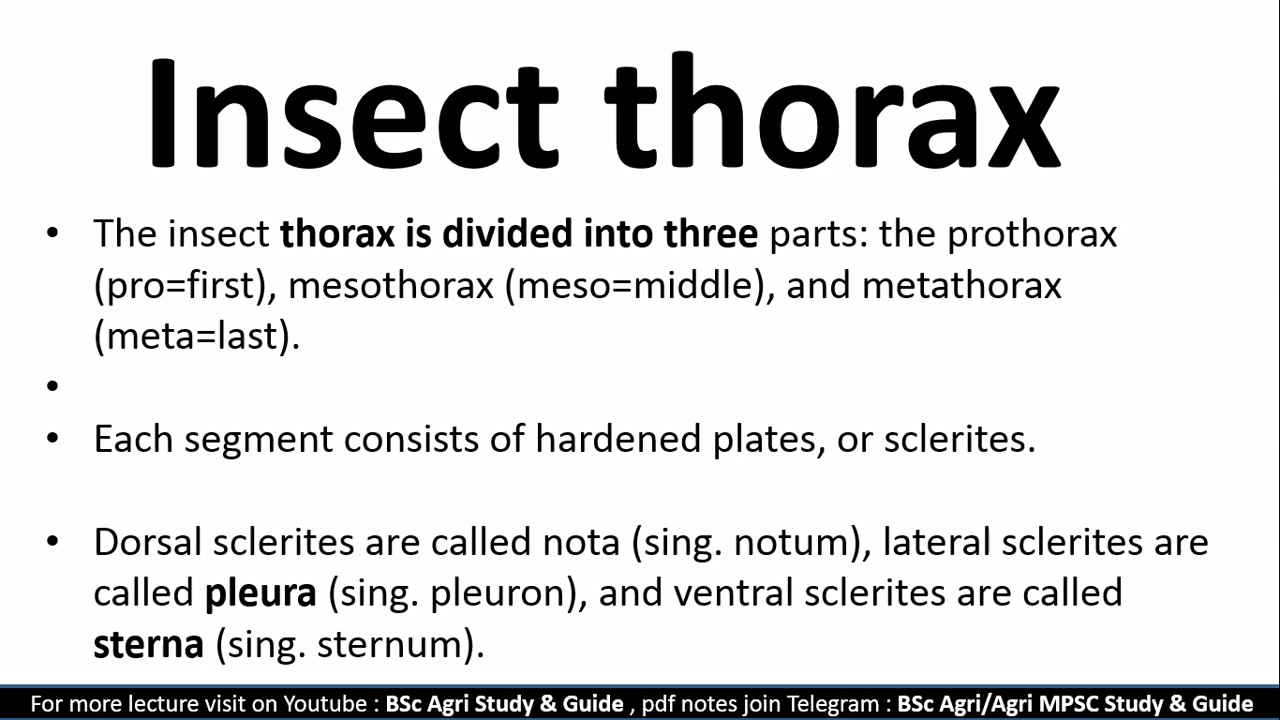 Insect thorax
• The insect thorax is divided into three parts: the prothorax
(pro=first), mesothorax (meso=middle), and metathorax
(meta=last).
•
• Each segment consists of hardened plates, or sclerites.
• Dorsal sclerites are called nota (sing. notum), lateral sclerites are
called pleura (sing. pleuron), and ventral sclerites are called
sterna (sing. sternum).
For more lecture visit on Youtube : BSc Agri Study & Guide , pdf notes join Telegram : BSc Agri/Agri MPSC Study & Guide